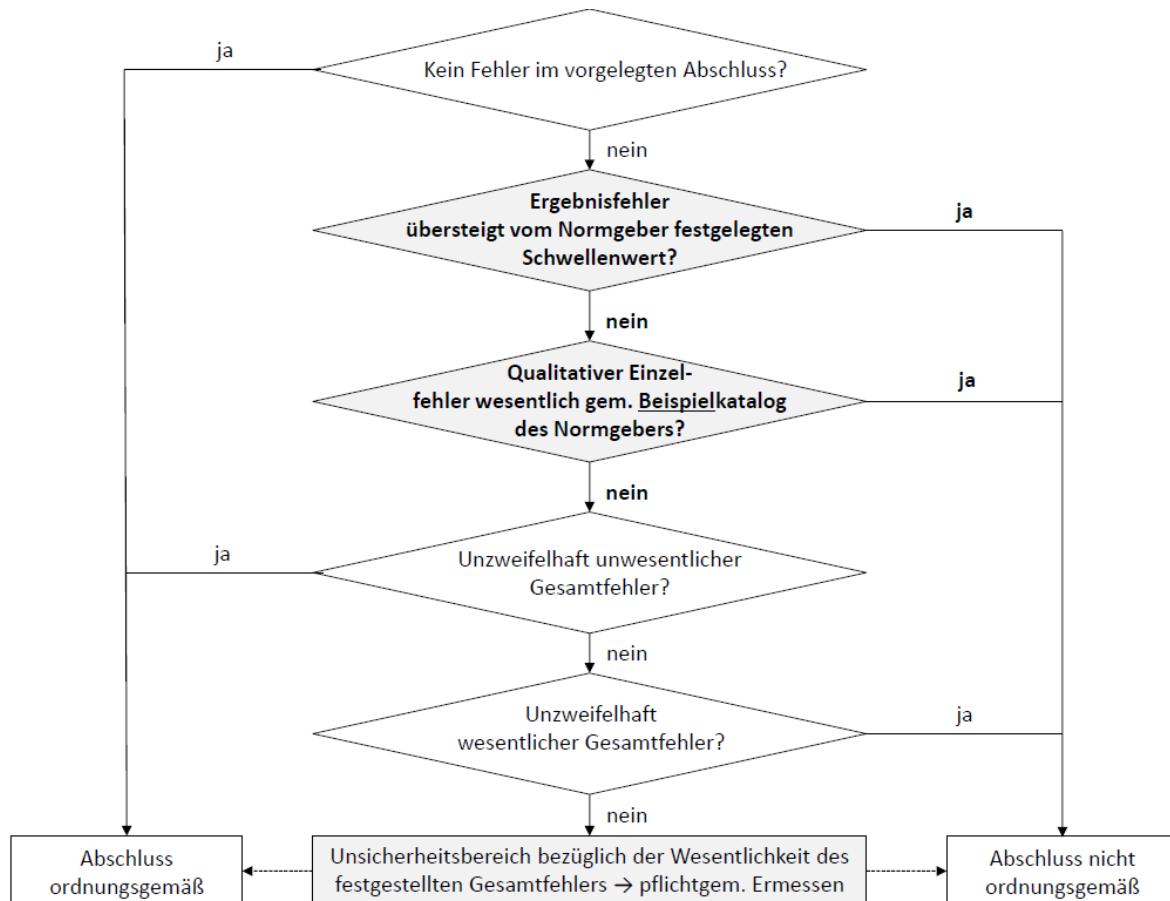 ja
Kein Fehler im vorgelegten Abschluss?
nein
Ergebnisfehler
übersteigt vom Normgeber festgelegten
Schwellenwert?
ja
nein
Qualitativer Einzel-
fehler wesentlich gem. Beispielkatalog
des Normgebers?
ja
nein
ja
Unzweifelhaft unwesentlicher
Gesamtfehler?
nein
Unzweifelhaft
wesentlicher Gesamtfehler?
ja
nein
Abschluss
ordnungsgemäß
Unsicherheitsbereich bezüglich der Wesentlichkeit des
festgestellten Gesamtfehlers → pflichtgem. Ermessen
Abschluss nicht
ordnungsgemäß